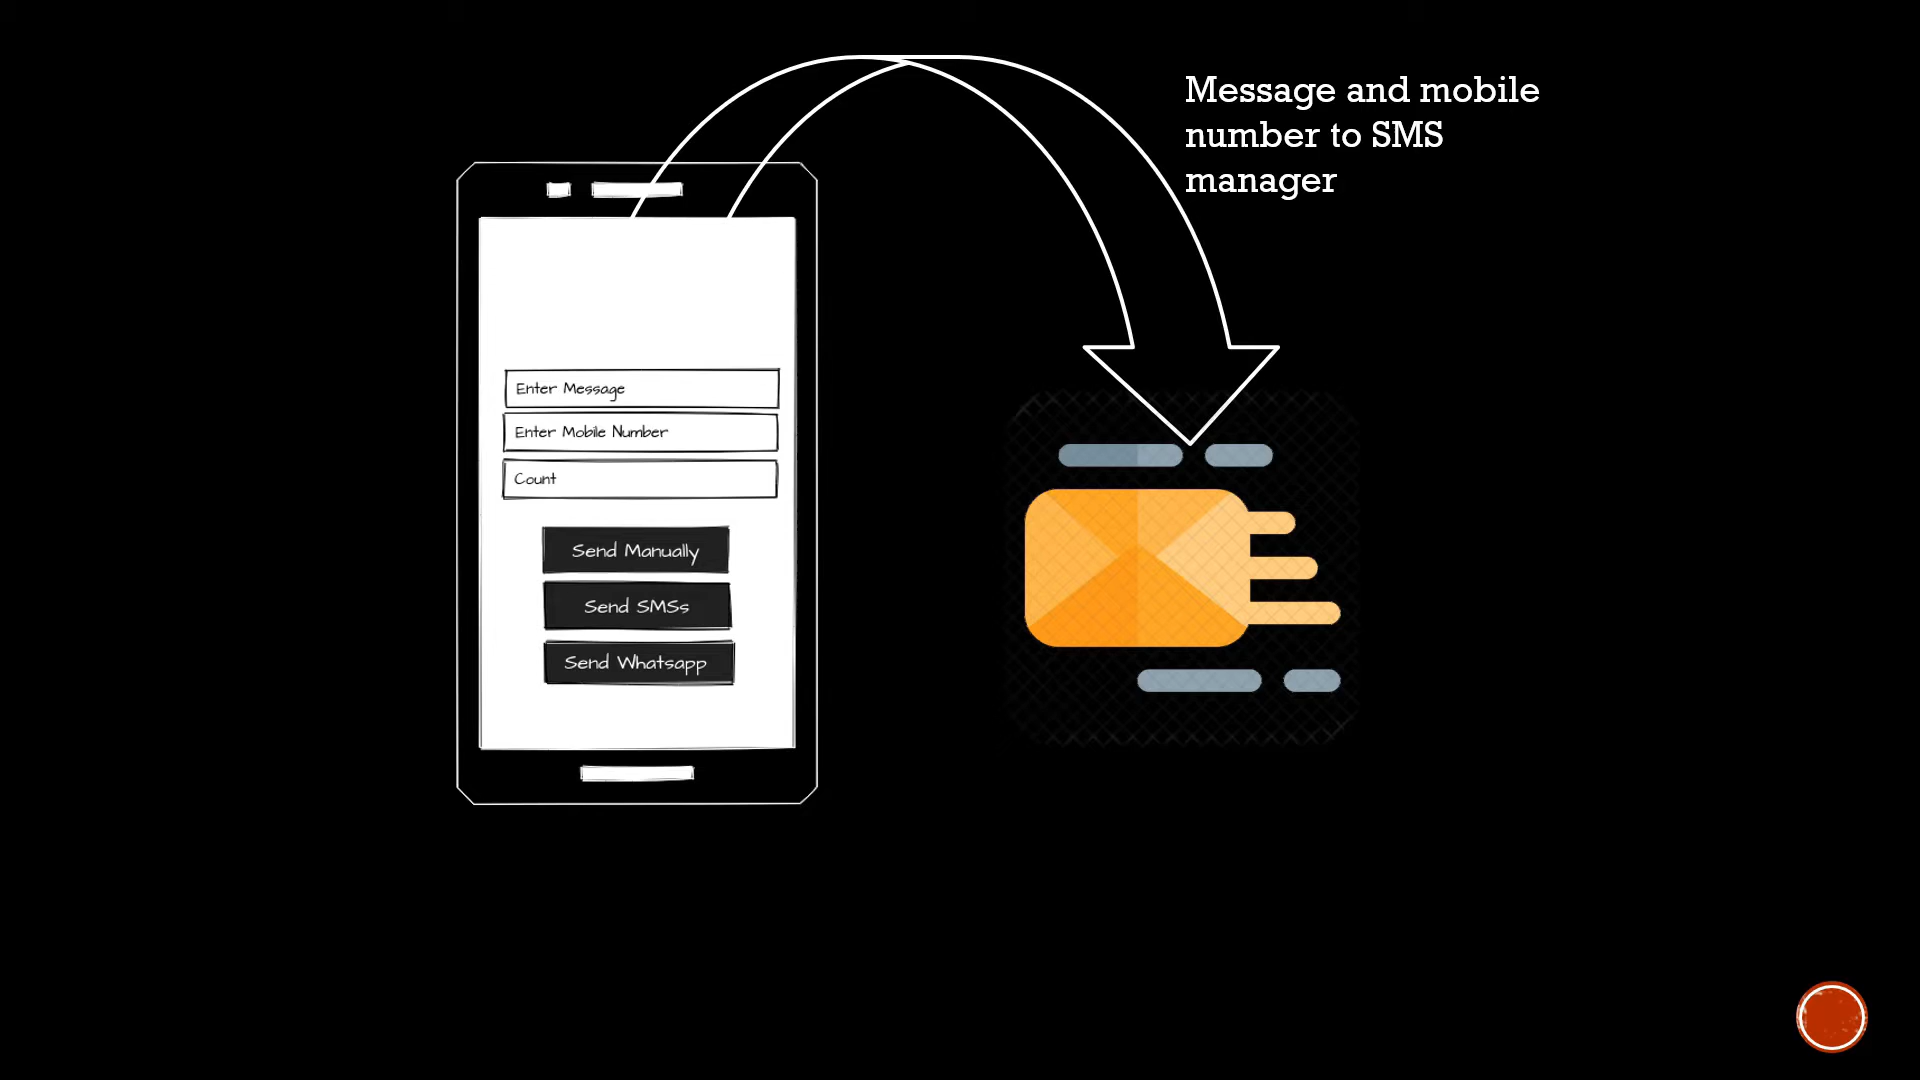 Message and mobile
number to SMS
manager
Enter Message
Enter Mobile Number
Count
Send Manually
Send SMSs
Send Whatsapp